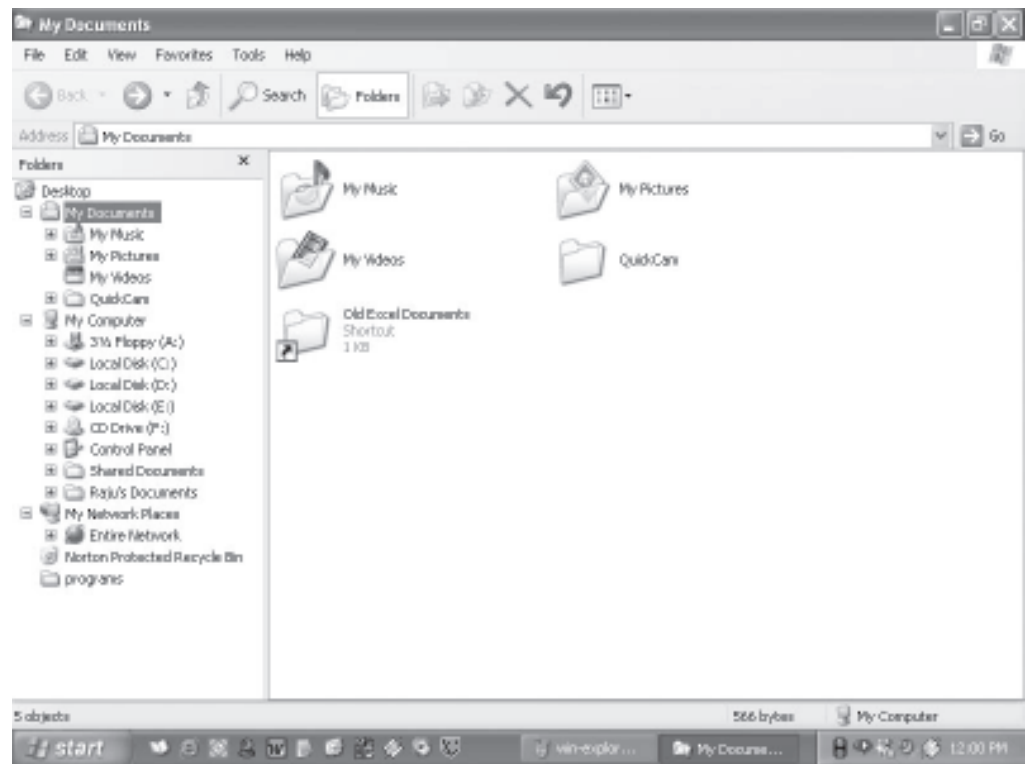 My Documents
File Edit View Favorites Tools Help
Back Search Folders
Address My Documents Go
Folders
Desktop
My Documents
My Music
My Pictures
My Videos
QuickCam
My Computer
3½ Floppy (A:)
Local Disk (C:)
Local Disk (D:)
Local Disk (E:)
CD Drive (F:)
Control Panel
Shared Documents
Raju's Documents
My Network Places
Entire Network
Norton Protected Recycle Bin
programs
My Music
My Pictures
My Videos
QuickCam
Old Excel Documents
Shortcut
1 KB
5 objects 566 bytes My Computer
start win-explor... My Docume... 12:00 PM